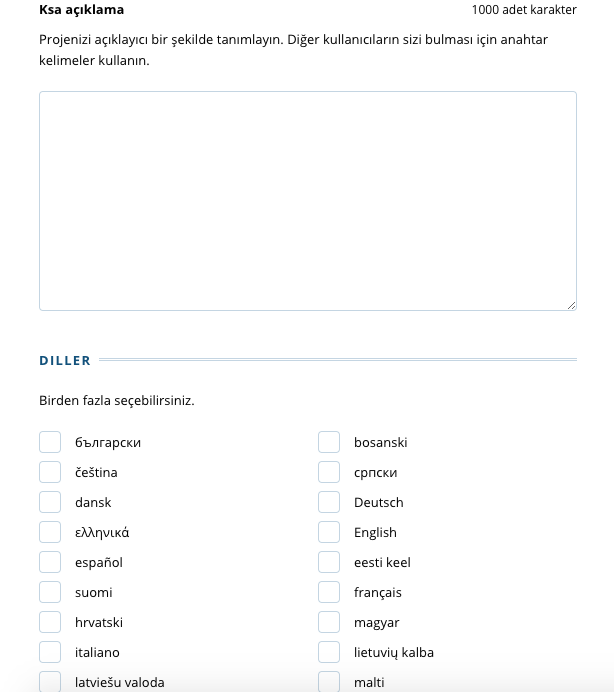 Ksa açıklama
1000 adet karakter
Projenizi açıklayıcı bir şekilde tanımlayın. Diğer kullanıcıların sizi bulması için anahtar
kelimeler kullanın.
DILLER
Birden fazla seçebilirsiniz.
български
bosanski
čeština
српски
dansk
Deutsch
ελληνικά
English
español
eesti keel
suomi
français
hrvatski
magyar
italiano
lietuvių kalba
latviešu valoda
malti